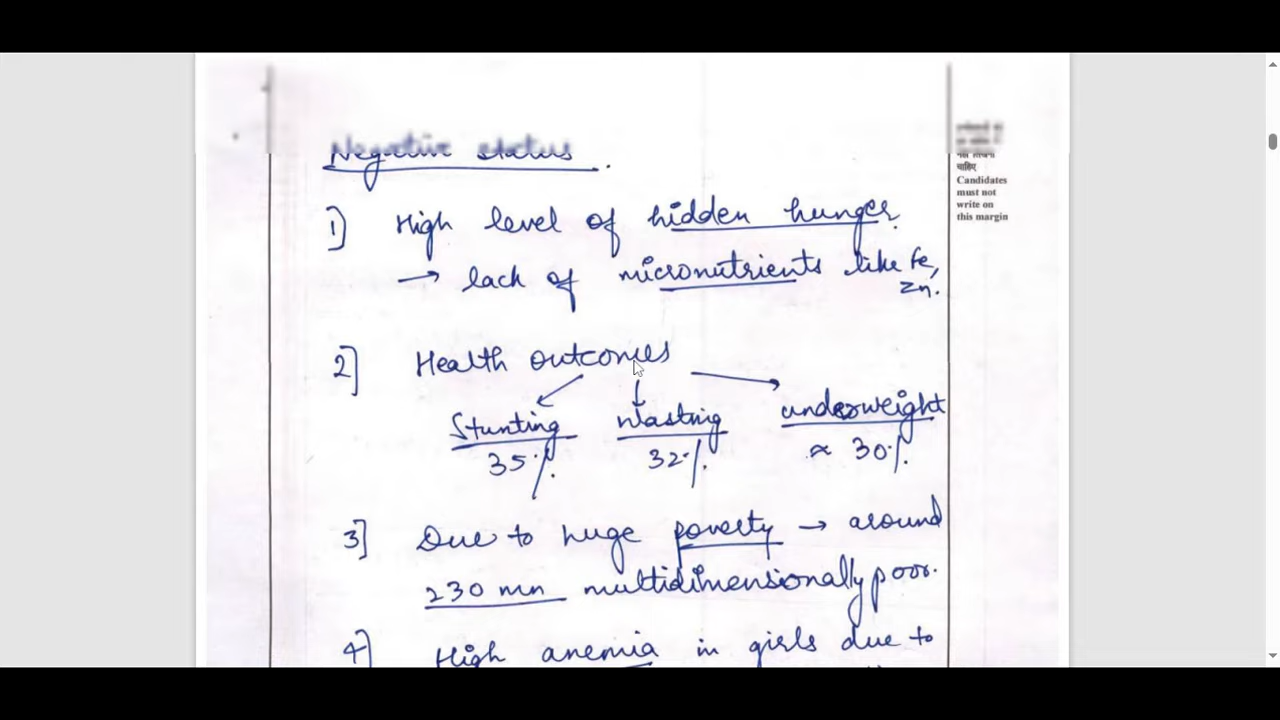 Negative status.
1] High level of hidden hunger.
→ lack of micronutrients like Fe,
Zn.
2] Health outcomes
Stunting wasting underweight
35% 32% ≈ 30%
3] Due to huge poverty → around
230 mn multidimensionally poor.
4] High anemia in girls due to
चाहिए
Candidates
must not
write on
this margin